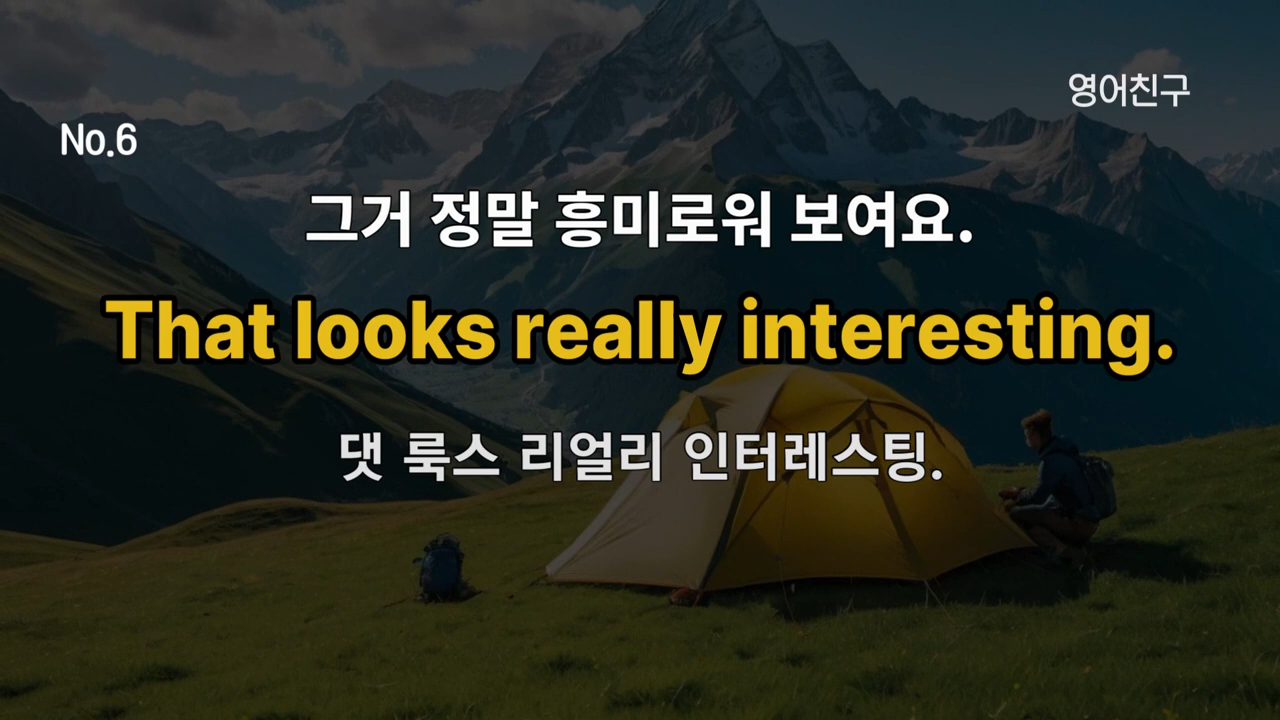 영어친구
No.6
그거 정말 흥미로워 보여요.
That looks really interesting.
댓 룩스 리얼리 인터레스팅.